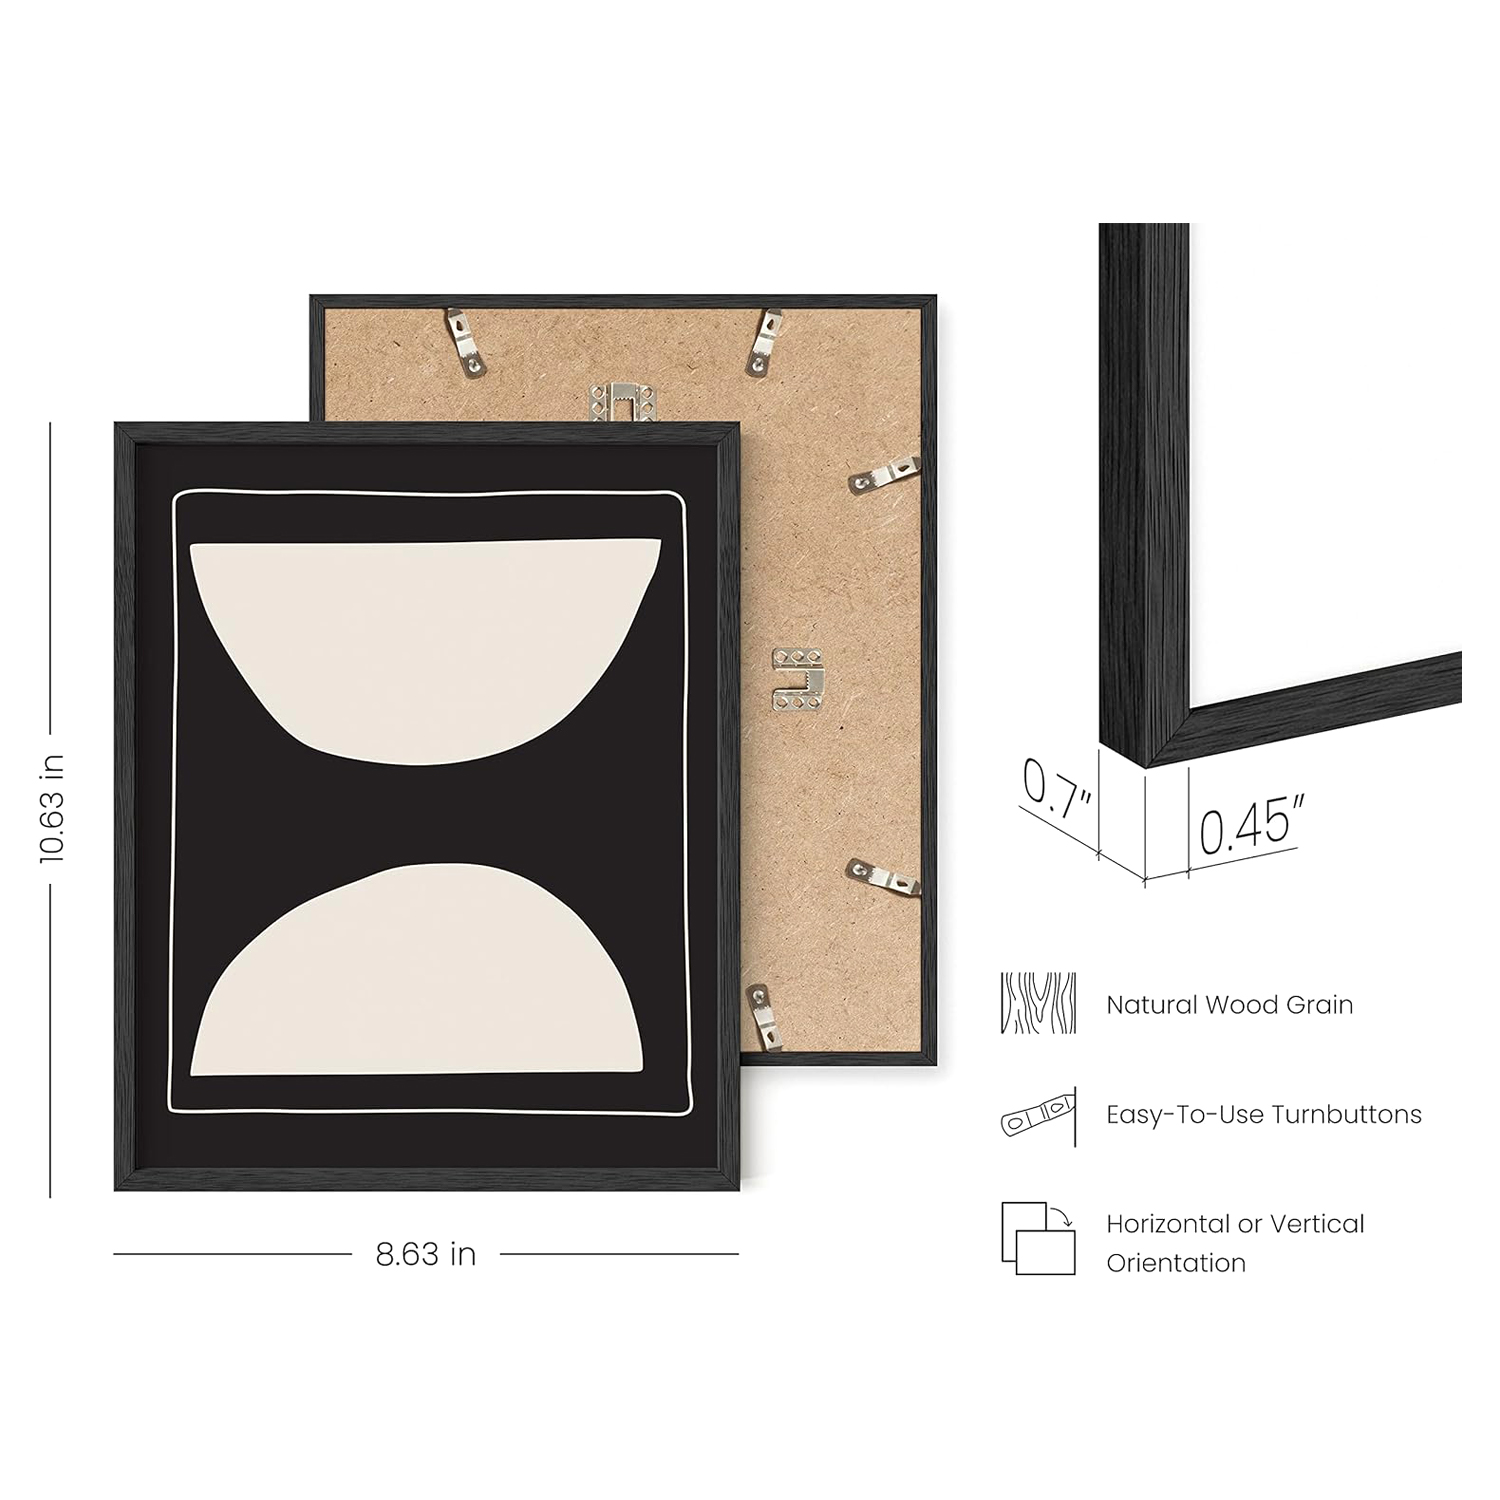 10.63 in
8.63 in
0.7"
0.45"
Natural Wood Grain
Easy-To-Use Turnbuttons
Horizontal or Vertical
Orientation